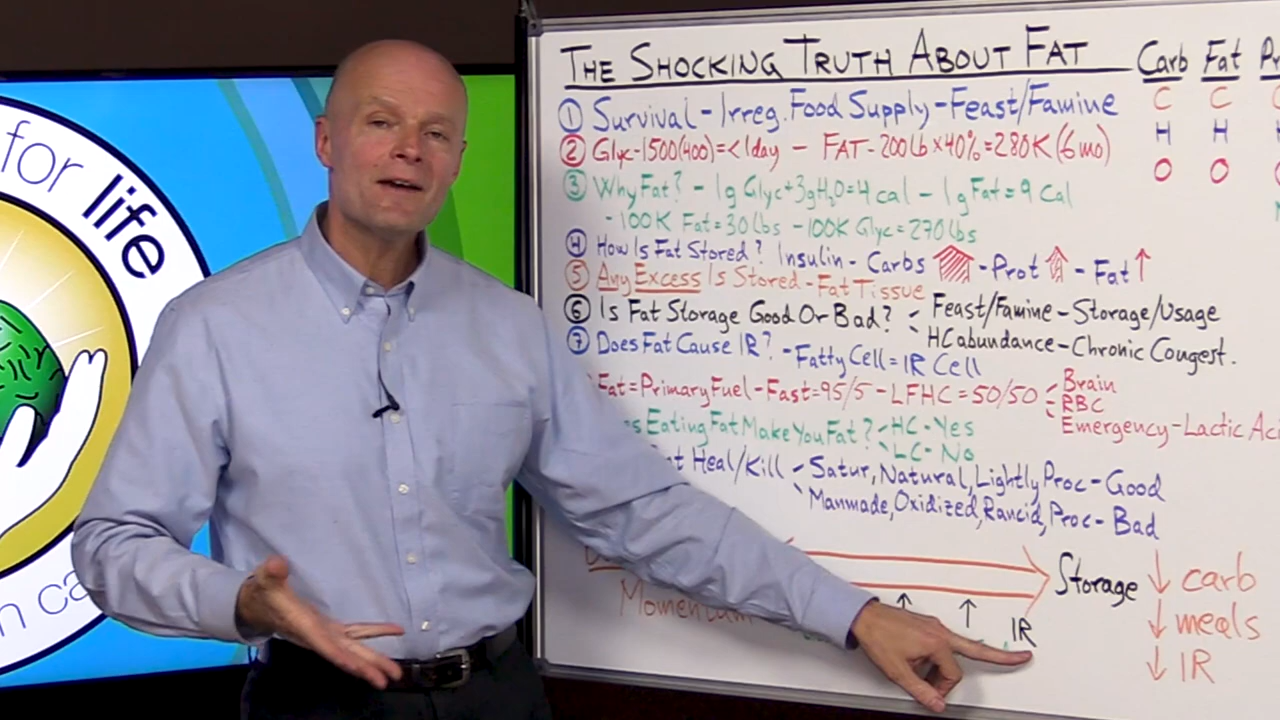 for life
n ca
THE SHOCKING TRUTH ABOUT FAT
Carb Fat Pr
C C C
H H H
O O O
① Survival - Irreg. Food Supply - Feast/Famine
② Glyc-1500(400)=<1day - FAT-200lb×40%=280K(6mo)
③ Why Fat? - 1g Glyc+3gH₂O=4 cal - 1g Fat=9 Cal
-100K Fat=30lbs -100K Glyc=270lbs
④ How Is Fat Stored? Insulin - Carbs ⇑ - Prot ⇑ - Fat ↑
⑤ Any Excess Is Stored - Fat Tissue
⑥ Is Fat Storage Good Or Bad? - Feast/Famine - Storage/Usage
- HC abundance - Chronic Congest.
⑦ Does Fat Cause IR? - Fatty Cell = IR Cell
Fat=Primary Fuel - Fast=95/5 - LFHC=50/50 - Brain
- RBC
- Emergency - Lactic Aci
s Eating Fat Make You Fat? - HC - Yes
- LC - No
at Heal/Kill - Satur, Natural, Lightly Proc - Good
- Manmade, Oxidized, Rancid, Proc - Bad
Storage
Momentum
↑ ↑ IR
↓ carb
↓ meals
↓ IR